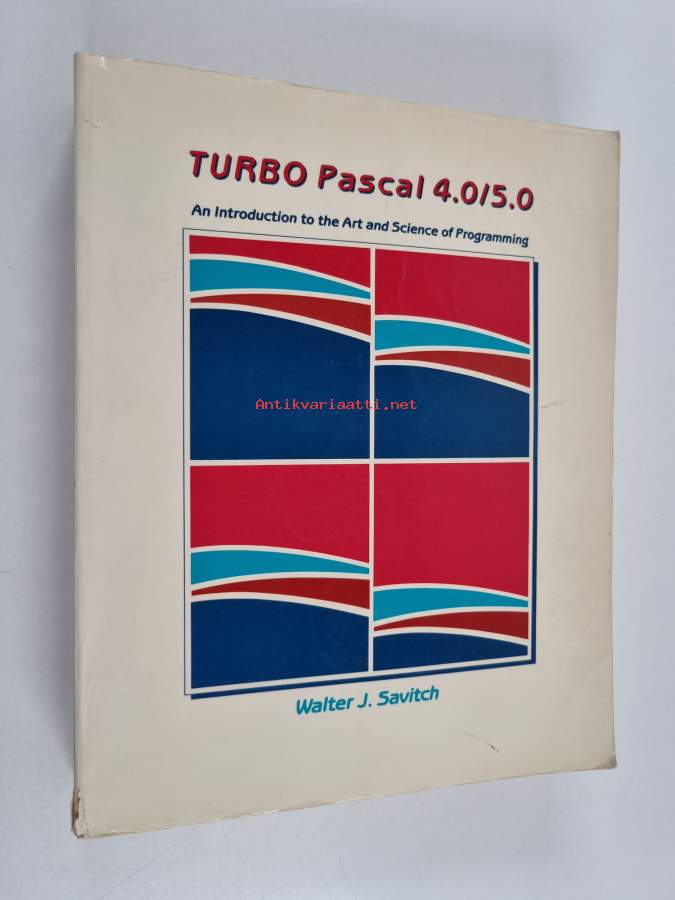 TURBO Pascal 4.0/5.0
An Introduction to the Art and Science of Programming
Antikvariaatti.net
Walter J. Savitch